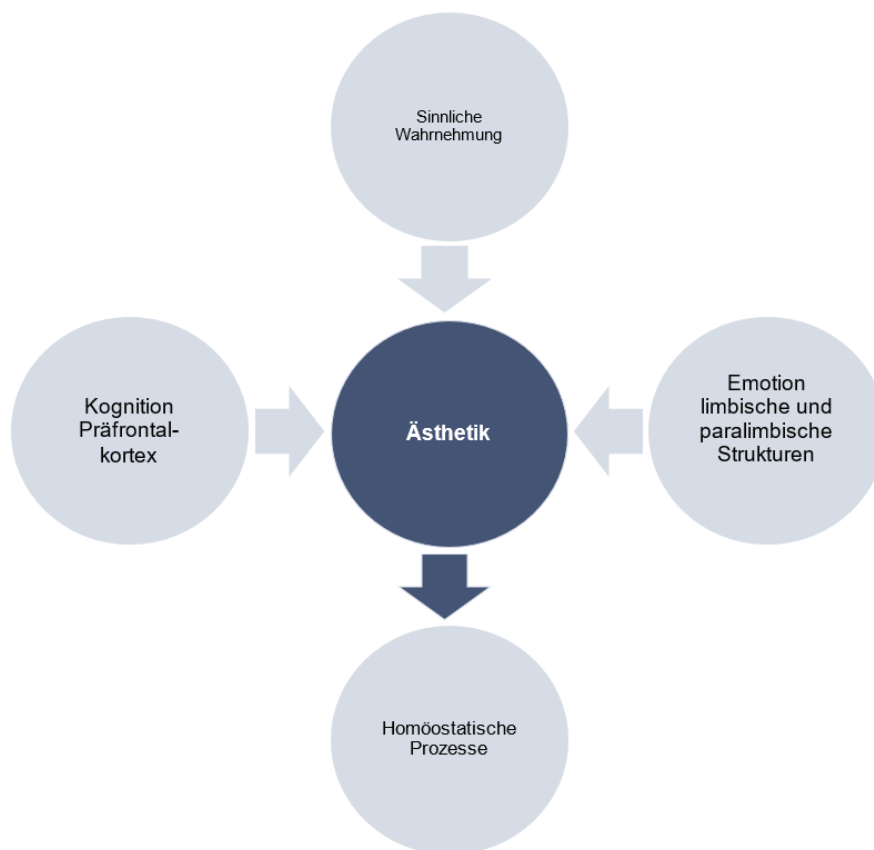 Sinnliche
Wahrnehmung
Kognition
Präfrontal-
kortex
Ästhetik
Emotion
limbische und
paralimbische
Strukturen
Homöostatische
Prozesse